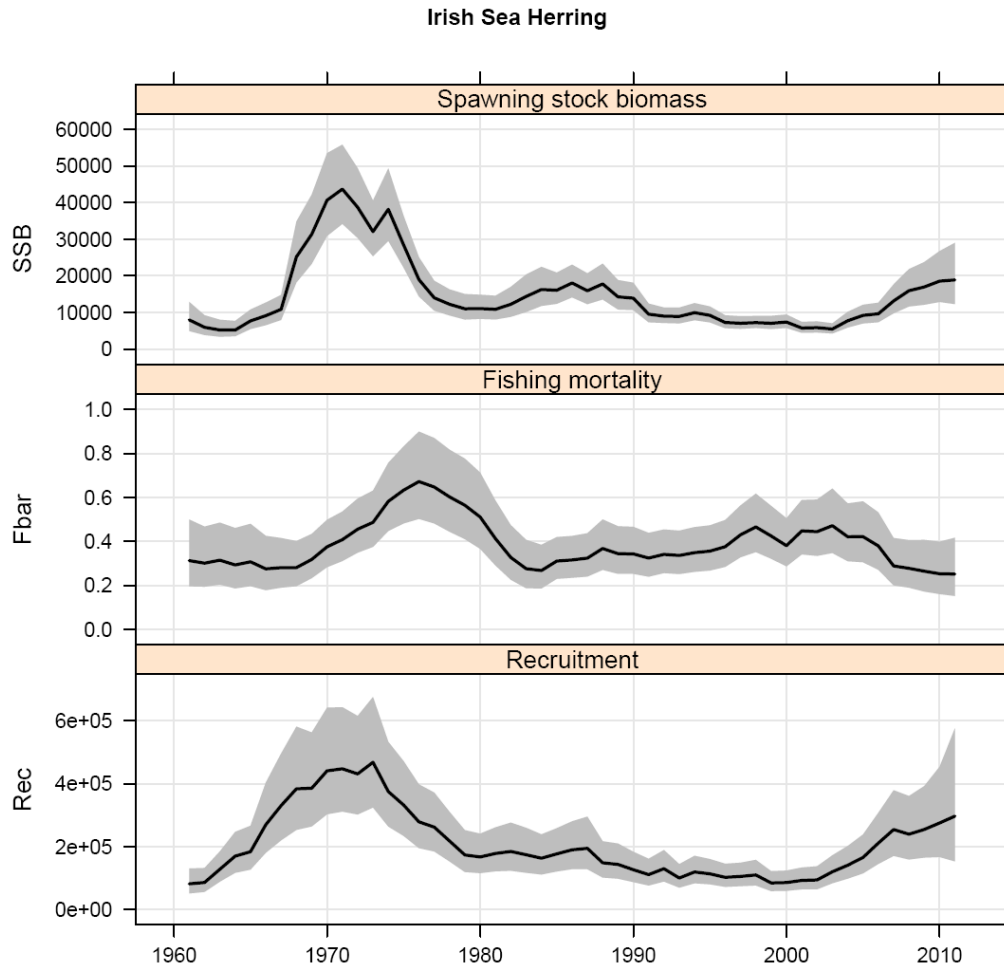 Irish Sea Herring
Spawning stock biomass
60000
50000
40000
30000
20000
10000
0
SSB
Fishing mortality
1.0
0.8
0.6
0.4
0.2
0.0
Fbar
Recruitment
6e+05
4e+05
2e+05
0e+00
Rec
1960 1970 1980 1990 2000 2010